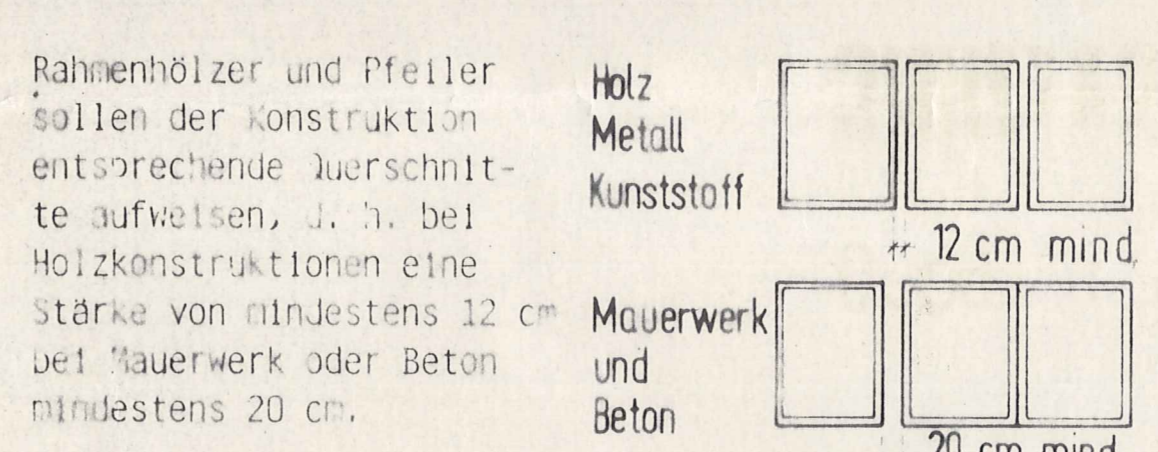 Rahmenhölzer und Pfeiler
sollen der Konstruktion
entsprechende Querschnit-
te aufweisen, d. h. bei
Holzkonstruktionen eine
Stärke von mindestens 12 cm
bei Mauerwerk oder Beton
mindestens 20 cm.
Holz
Metall
Kunststoff
12 cm mind.
Mauerwerk
und
Beton
20 cm mind.